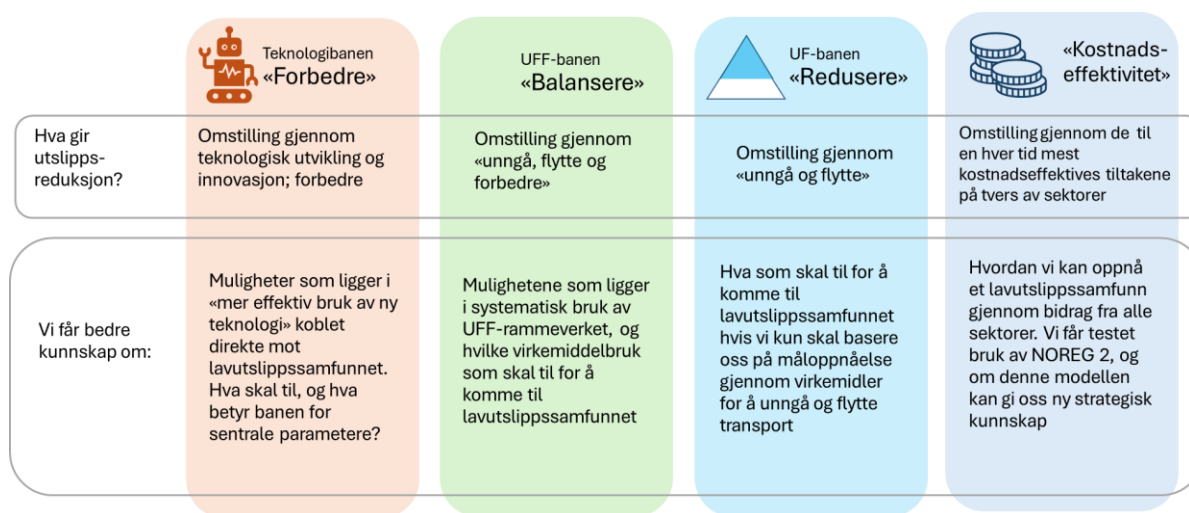 Teknologibanen
«Forbedre»
UFF-banen
«Balansere»
UF-banen
«Redusere»
«Kostnads-
effektivitet»
Hva gir
utslipps-
reduksjon?
Omstilling gjennom
teknologisk utvikling og
innovasjon; forbedre
Omstilling gjennom
«unngå, flytte og
forbedre»
Omstilling gjennom
«unngå og flytte»
Omstilling gjennom de til
en hver tid mest
kostnadseffektives tiltakene
på tvers av sektorer
Vi får bedre
kunnskap om:
Muligheter som ligger i
«mer effektiv bruk av ny
teknologi» koblet
direkte mot
lavutslippssamfunnet.
Hva skal til, og hva
betyr banen for
sentrale parametere?
Mulighetene som ligger
i systematisk bruk av
UFF-rammeverket, og
hvilke virkemiddelbruk
som skal til for å
komme til
lavutslippssamfunnet
Hva som skal til for å
komme til
lavutslippssamfunnet
hvis vi kun skal basere
oss på måloppnåelse
gjennom virkemidler
for å unngå og flytte
transport
Hvordan vi kan oppnå
et lavutslippssamfunn
gjennom bidrag fra alle
sektorer. Vi får testet
bruk av NOREG 2, og
om denne modellen
kan gi oss ny strategisk
kunnskap